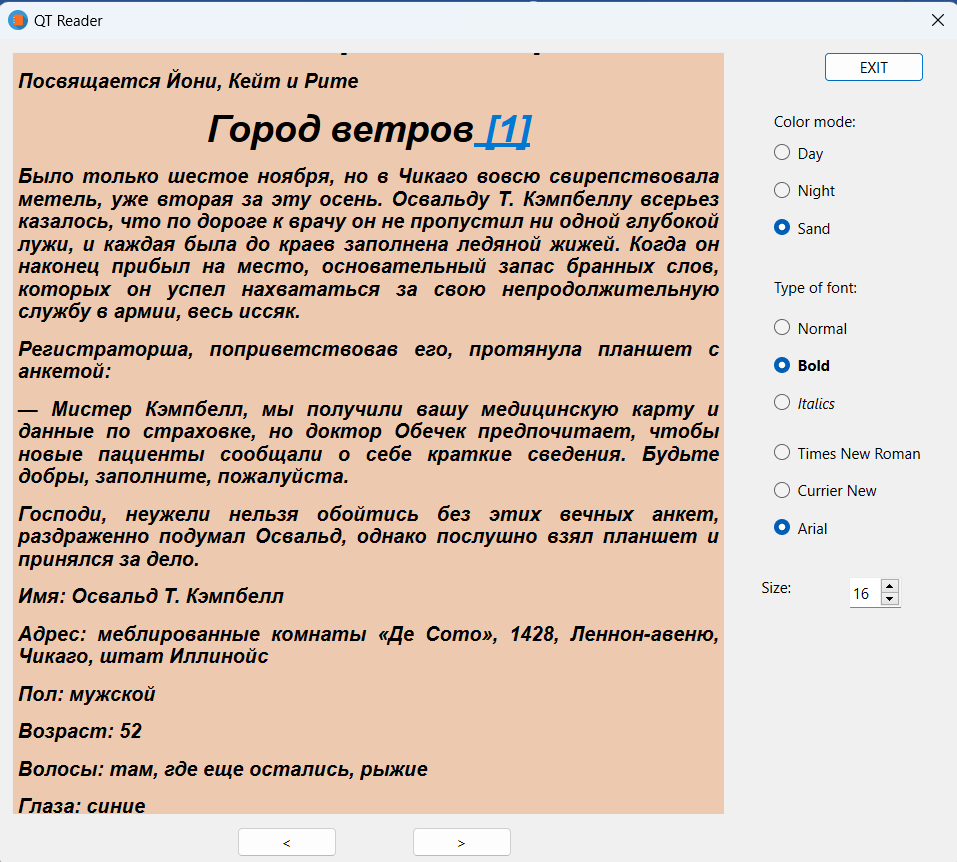 QT Reader
Посвящается Йони, Кейт и Рите
Город ветров [1]
Было только шестое ноября, но в Чикаго вовсю свирепствовала
метель, уже вторая за эту осень. Освальду Т. Кэмпбеллу всерьез
казалось, что по дороге к врачу он не пропустил ни одной глубокой
лужи, и каждая была до краев заполнена ледяной жижей. Когда он
наконец прибыл на место, основательный запас бранных слов,
которых он успел нахвататься за свою непродолжительную
службу в армии, весь иссяк.
Регистраторша, поприветствовав его, протянула планшет с
анкетой:
— Мистер Кэмпбелл, мы получили вашу медицинскую карту и
данные по страховке, но доктор Обечек предпочитает, чтобы
новые пациенты сообщали о себе краткие сведения. Будьте
добры, заполните, пожалуйста.
Господи, неужели нельзя обойтись без этих вечных анкет,
раздраженно подумал Освальд, однако послушно взял планшет и
принялся за дело.
Имя: Освальд Т. Кэмпбелл
Адрес: меблированные комнаты «Де Сото», 1428, Леннон-авеню,
Чикаго, штат Иллинойс
Пол: мужской
Возраст: 52
Волосы: там, где еще остались, рыжие
Глаза: синие
<
>
EXIT
Color mode:
Day
Night
Sand
Type of font:
Normal
Bold
Italics
Times New Roman
Currier New
Arial
Size:
16